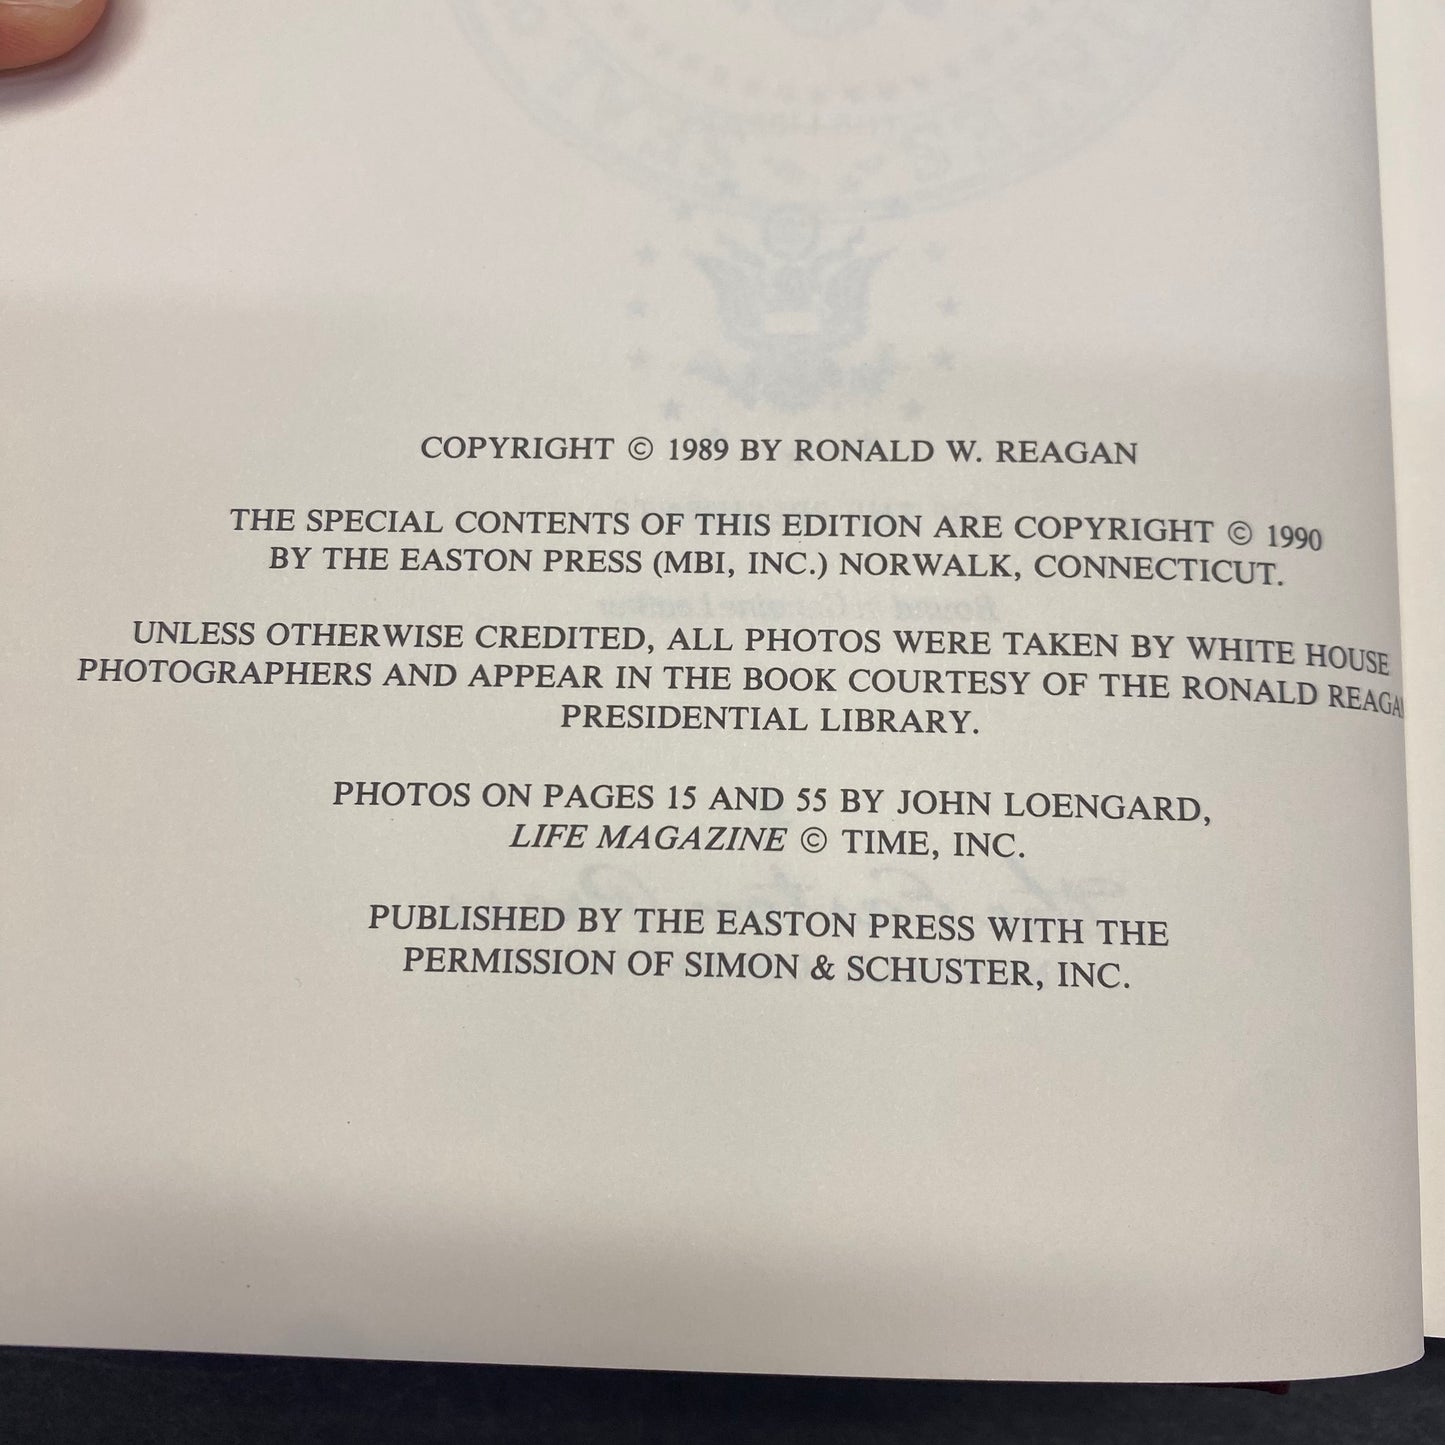 COPYRIGHT © 1989 BY RONALD W. REAGAN
THE SPECIAL CONTENTS OF THIS EDITION ARE COPYRIGHT © 1990
BY THE EASTON PRESS (MBI, INC.) NORWALK, CONNECTICUT.
UNLESS OTHERWISE CREDITED, ALL PHOTOS WERE TAKEN BY WHITE HOUSE
PHOTOGRAPHERS AND APPEAR IN THE BOOK COURTESY OF THE RONALD REAGAN
PRESIDENTIAL LIBRARY.
PHOTOS ON PAGES 15 AND 55 BY JOHN LOENGARD,
LIFE MAGAZINE © TIME, INC.
PUBLISHED BY THE EASTON PRESS WITH THE
PERMISSION OF SIMON & SCHUSTER, INC.